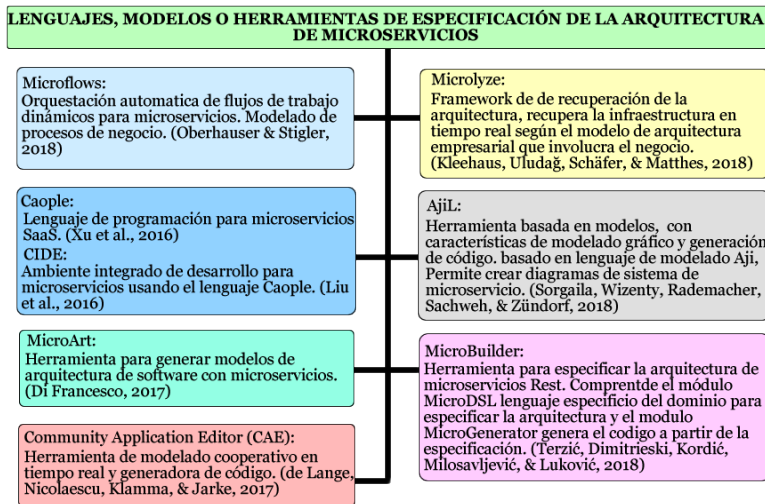 LENGUAJES, MODELOS O HERRAMIENTAS DE ESPECIFICACIÓN DE LA ARQUITECTURA
DE MICROSERVICIOS
Microflows:
Orquestación automatica de flujos de trabajo
dinámicos para microservicios. Modelado de
procesos de negocio. (Oberhauser & Stigler,
2018)
Caople:
Lenguaje de programación para microservicios
SaaS. (Xu et al., 2016)
CIDE:
Ambiente integrado de desarrollo para
microservicios usando el lenguaje Caople. (Liu
et al., 2016)
MicroArt:
Herramienta para generar modelos de
arquitectura de software con microservicios.
(Di Francesco, 2017)
Community Application Editor (CAE):
Herramienta de modelado cooperativo en
tiempo real y generadora de código. (de Lange,
Nicolaescu, Klamma, & Jarke, 2017)
Microlyze:
Framework de de recuperación de la
arquitectura, recupera la infraestructura en
tiempo real según el modelo de arquitectura
empresarial que involucra el negocio.
(Kleehaus, Uludağ, Schäfer, & Matthes, 2018)
AjiL:
Herramienta basada en modelos, con
características de modelado gráfico y generación
de código. basado en lenguaje de modelado Aji,
Permite crear diagramas de sistema de
microservicio. (Sorgaila, Wizenty, Rademacher,
Sachweh, & Zündorf, 2018)
MicroBuilder:
Herramienta para especificar la arquitectura de
microservicios Rest. Comprentde el módulo
MicroDSL lenguaje especificio del dominio para
especificar la arquitectura y el modulo
MicroGenerator genera el codigo a partir de la
especificación. (Terzić, Dimitrieski, Kordić,
Milosavljević, & Luković, 2018)